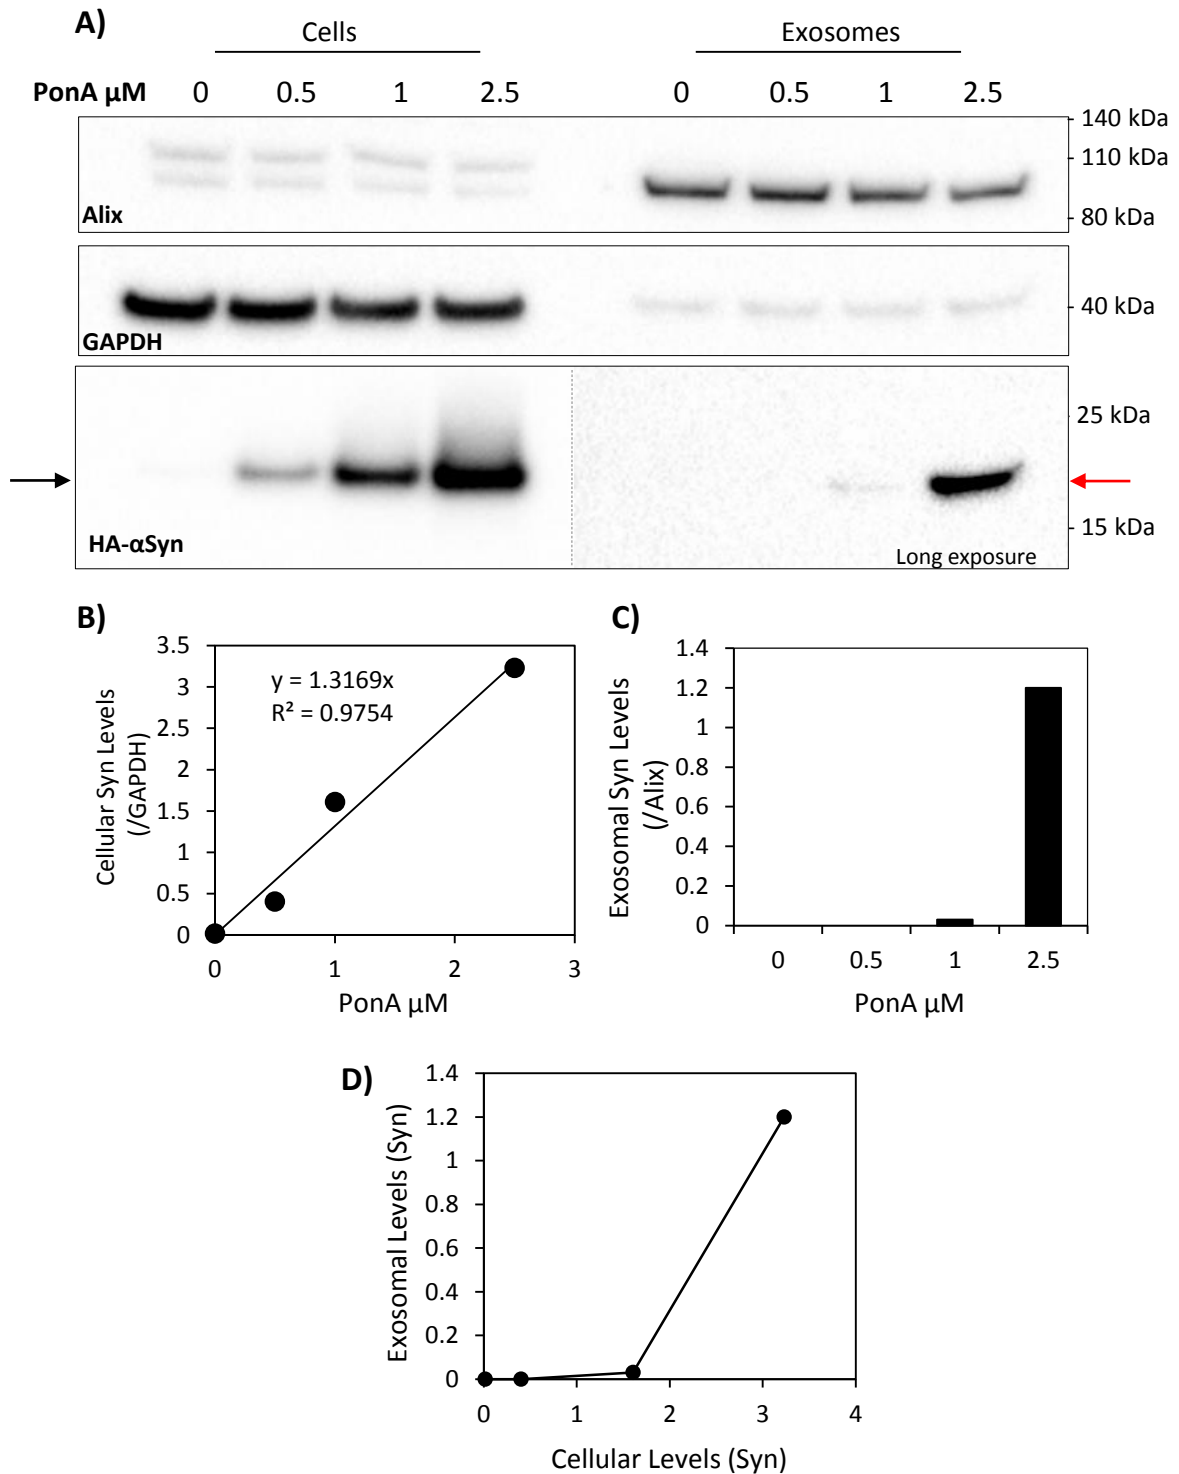 A)
Cells
Exosomes
PonA µM 0 0.5 1 2.5 0 0.5 1 2.5
140 kDa
110 kDa
80 kDa
Alix
40 kDa
GAPDH
25 kDa
15 kDa
HA-αSyn
Long exposure
B)
3.5
3
2.5
2
1.5
1
0.5
0
Cellular Syn Levels
(/GAPDH)
y = 1.3169x
R² = 0.9754
0 1 2 3
PonA µM
C)
1.4
1.2
1
0.8
0.6
0.4
0.2
0
Exosomal Syn Levels
(/Alix)
0 0.5 1 2.5
PonA µM
D)
1.4
1.2
1
0.8
0.6
0.4
0.2
0
Exosomal Levels (Syn)
0 1 2 3 4
Cellular Levels (Syn)